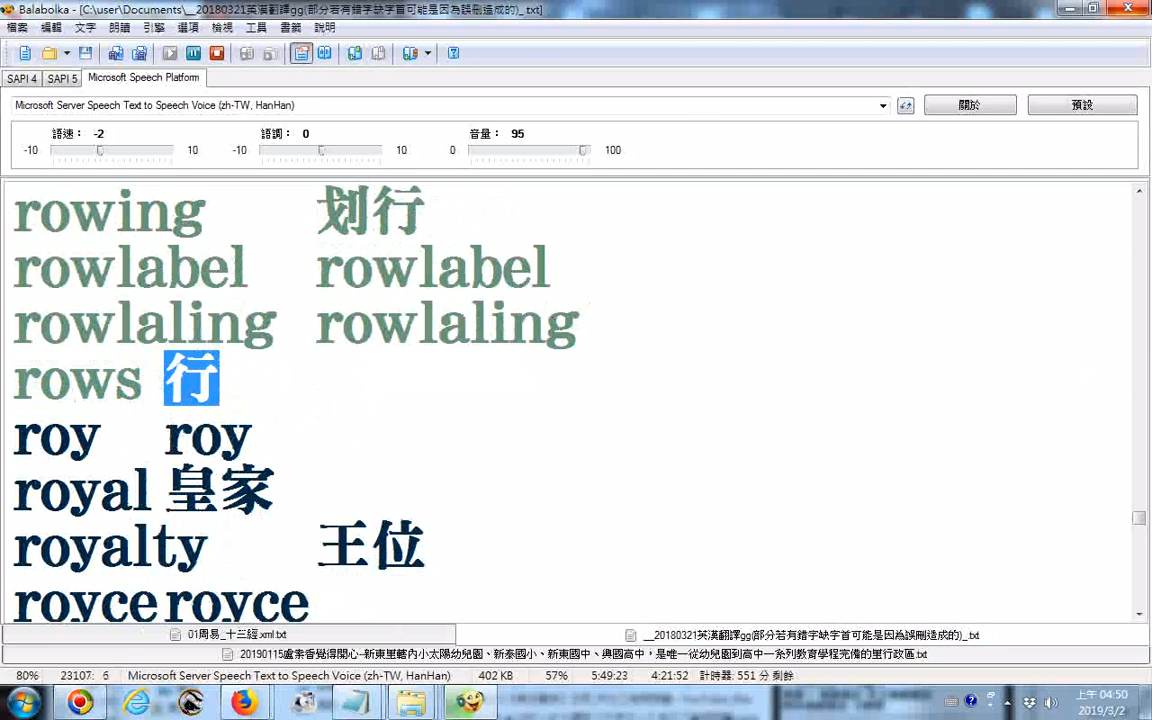 Balabolka - [C:\user\Documents\__20180321英漢翻譯gg(部分若有錯字缺字首可能是因為誤刪造成的)_.txt]
檔案 編輯 文字 朗讀 引擎 選項 檢視 工具 書籤 說明
SAPI 4 SAPI 5 Microsoft Speech Platform
Microsoft Server Speech Text to Speech Voice (zh-TW, HanHan) 關於 預設
語速： -2 語調： 0 音量： 95
-10 10 -10 10 0 100
rowing 划行
rowlabel rowlabel
rowlaling rowlaling
rows 行
roy roy
royal 皇家
royalty 王位
royce royce
01周易_十三經.xml.txt __20180321英漢翻譯gg(部分若有錯字缺字首可能是因為誤刪造成的)_.txt
20190115盧素香覺得開心-新東里轄內小太陽幼兒園、新泰國小、新東國中、興國高中，是唯一從幼兒園到高中一系列教育學程完備的里行政區.txt
80% 23107: 6 Microsoft Server Speech Text to Speech Voice (zh-TW, HanHan) 402 KB 57% 5:49:23 4:21:52 計時器: 551 分 剩餘
上午 04:50
2019/3/2